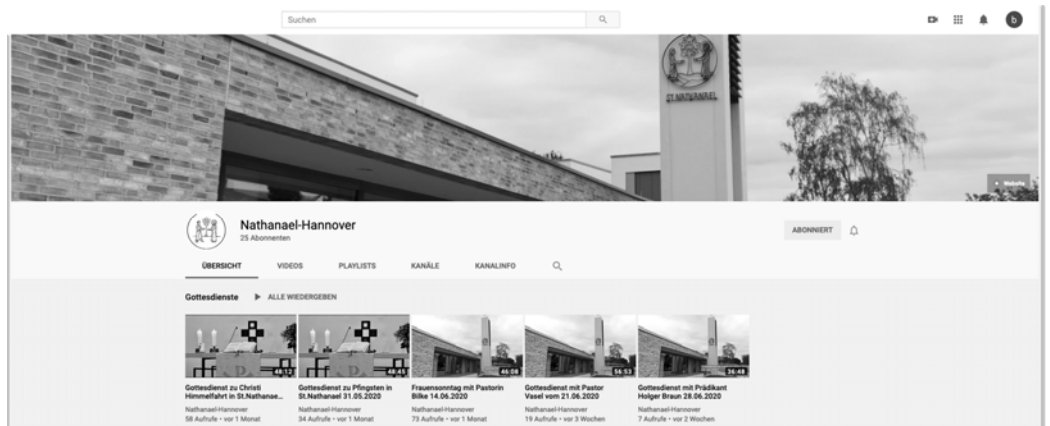 Suchen
b
ST. NATHANAEL
Website
Nathanael-Hannover
25 Abonnenten
ABONNIERT
ÜBERSICHT VIDEOS PLAYLISTS KANÄLE KANALINFO
Gottesdienste ALLE WIEDERGEBEN
48:12 48:45 46:08 56:53 36:48
Gottesdienst zu Christi Himmelfahrt in St.Nathanae...
Nathanael-Hannover
58 Aufrufe • vor 1 Monat
Gottesdienst zu Pfingsten in
St.Nathanael 31.05.2020
Nathanael-Hannover
34 Aufrufe • vor 1 Monat
Frauensonntag mit Pastorin
Bilke 14.06.2020
Nathanael-Hannover
73 Aufrufe • vor 1 Monat
Gottesdienst mit Pastor
Vasel vom 21.06.2020
Nathanael-Hannover
19 Aufrufe • vor 3 Wochen
Gottesdienst mit Prädikant
Holger Braun 28.06.2020
Nathanael-Hannover
7 Aufrufe • vor 2 Wochen